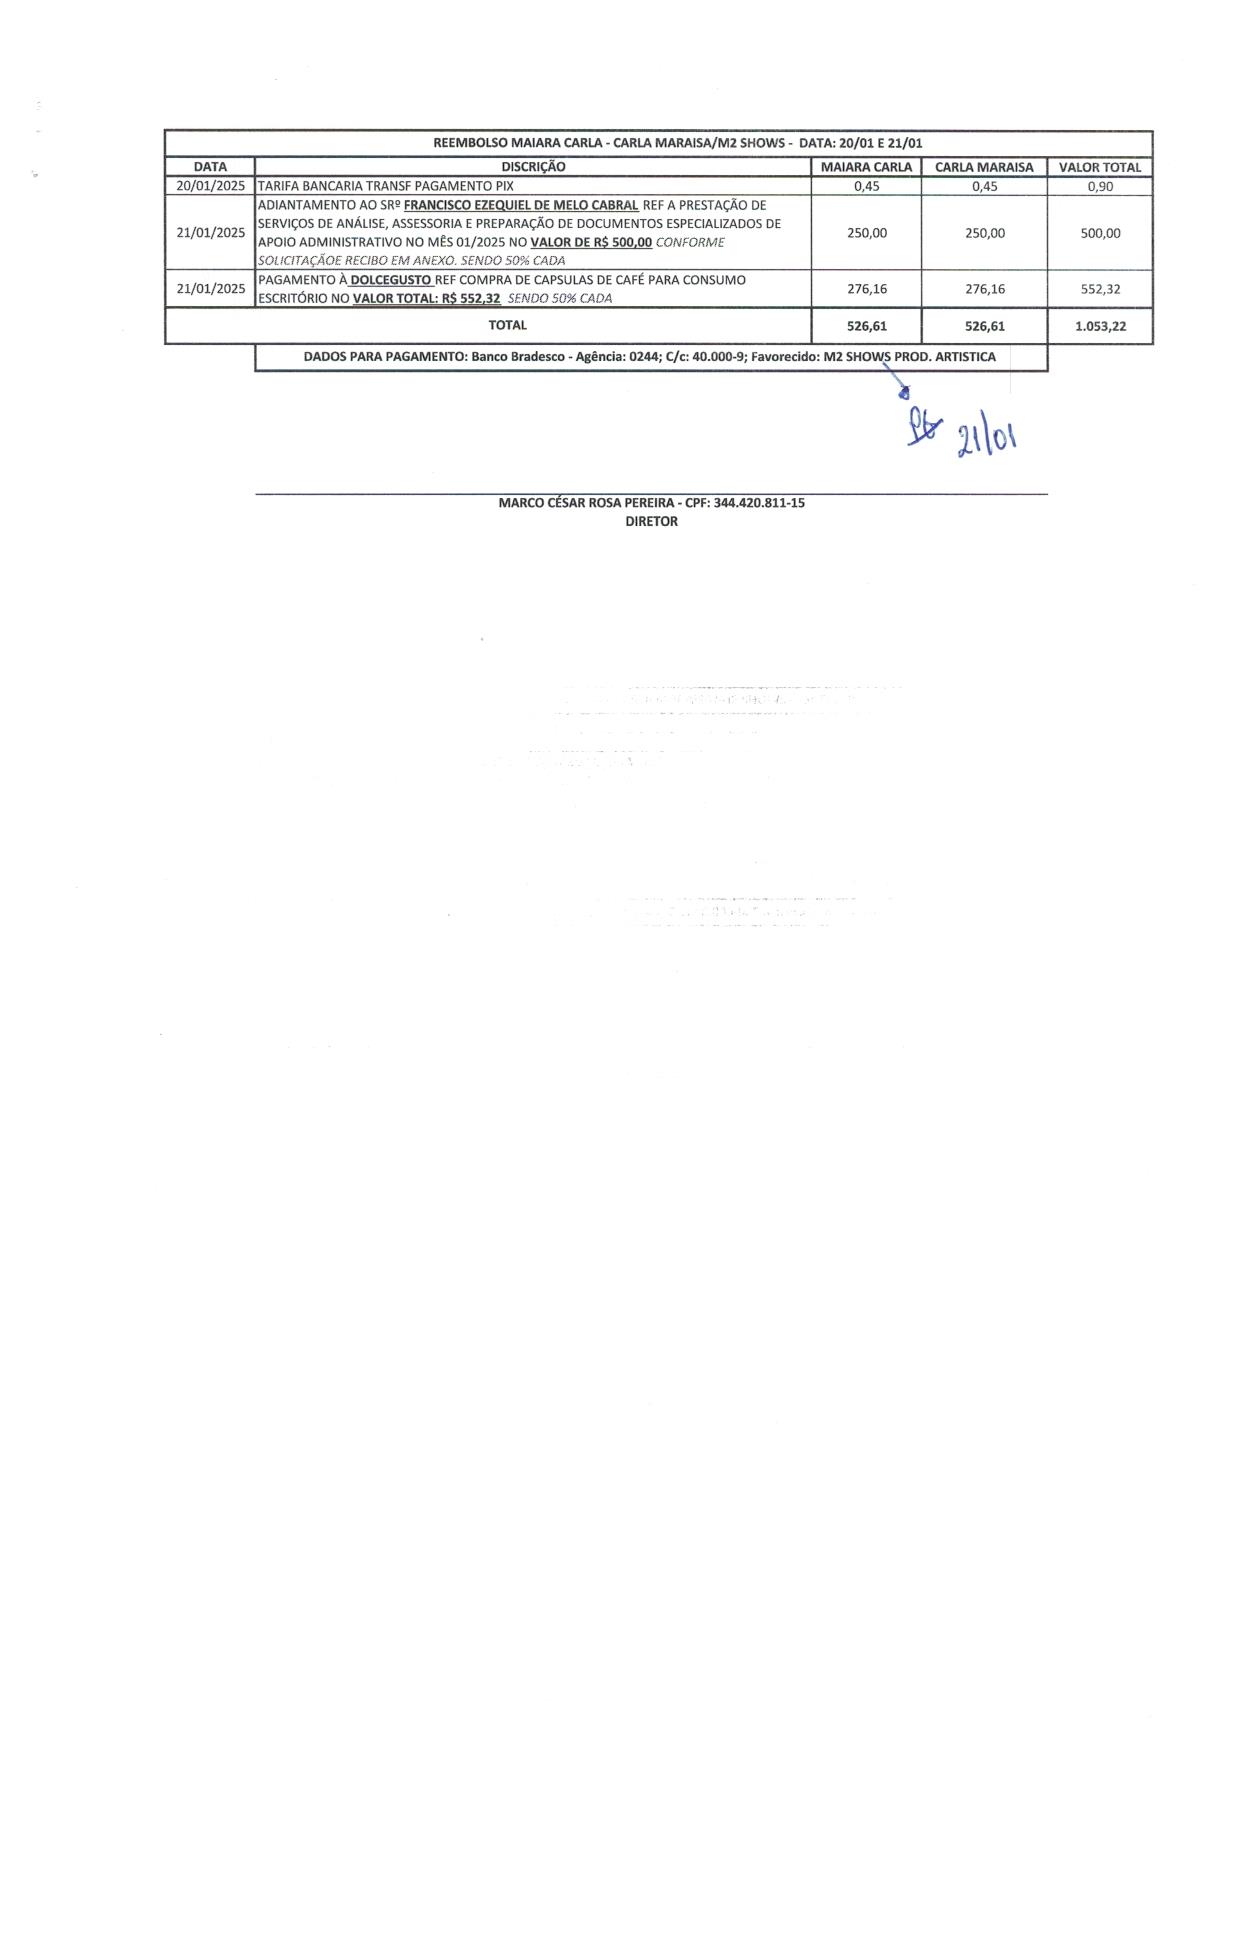 REEMBOLSO MAIARA CARLA - CARLA MARAISA/M2 SHOWS - DATA: 20/01 E 21/01
DATA DISCRIÇÃO MAIARA CARLA CARLA MARAISA VALOR TOTAL
20/01/2025 TARIFA BANCARIA TRANSF PAGAMENTO PIX 0,45 0,45 0,90
ADIANTAMENTO AO SRº FRANCISCO EZEQUIEL DE MELO CABRAL REF A PRESTAÇÃO DE
SERVIÇOS DE ANÁLISE, ASSESSORIA E PREPARAÇÃO DE DOCUMENTOS ESPECIALIZADOS DE
21/01/2025 APOIO ADMINISTRATIVO NO MÊS 01/2025 NO VALOR DE R$ 500,00 CONFORME 250,00 250,00 500,00
SOLICITAÇÃOE RECIBO EM ANEXO. SENDO 50% CADA
21/01/2025 PAGAMENTO À DOLCEGUSTO REF COMPRA DE CAPSULAS DE CAFÉ PARA CONSUMO 276,16 276,16 552,32
ESCRITÓRIO NO VALOR TOTAL: R$ 552,32 SENDO 50% CADA
TOTAL 526,61 526,61 1.053,22
DADOS PARA PAGAMENTO: Banco Bradesco - Agência: 0244; C/c: 40.000-9; Favorecido: M2 SHOWS PROD. ARTISTICA
PG 21/01
MARCO CÉSAR ROSA PEREIRA - CPF: 344.420.811-15
DIRETOR